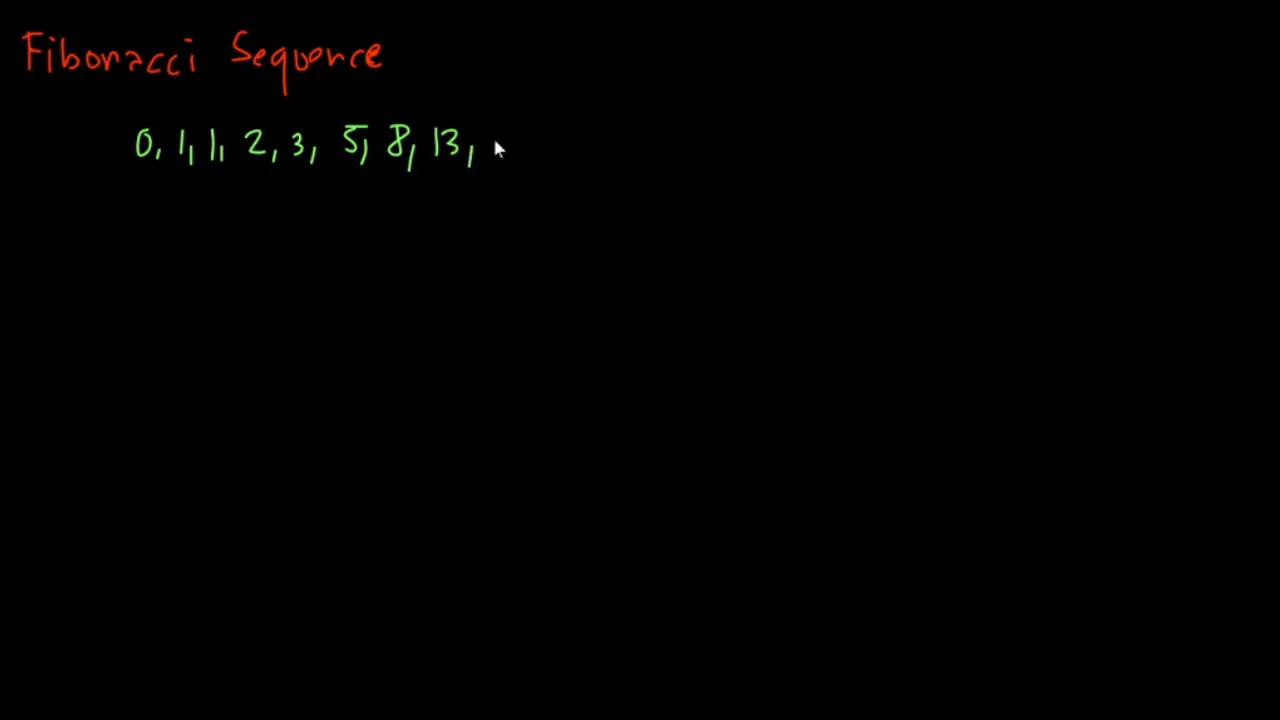 Fibonacci Sequence
0, 1, 1, 2, 3, 5, 8, 13,